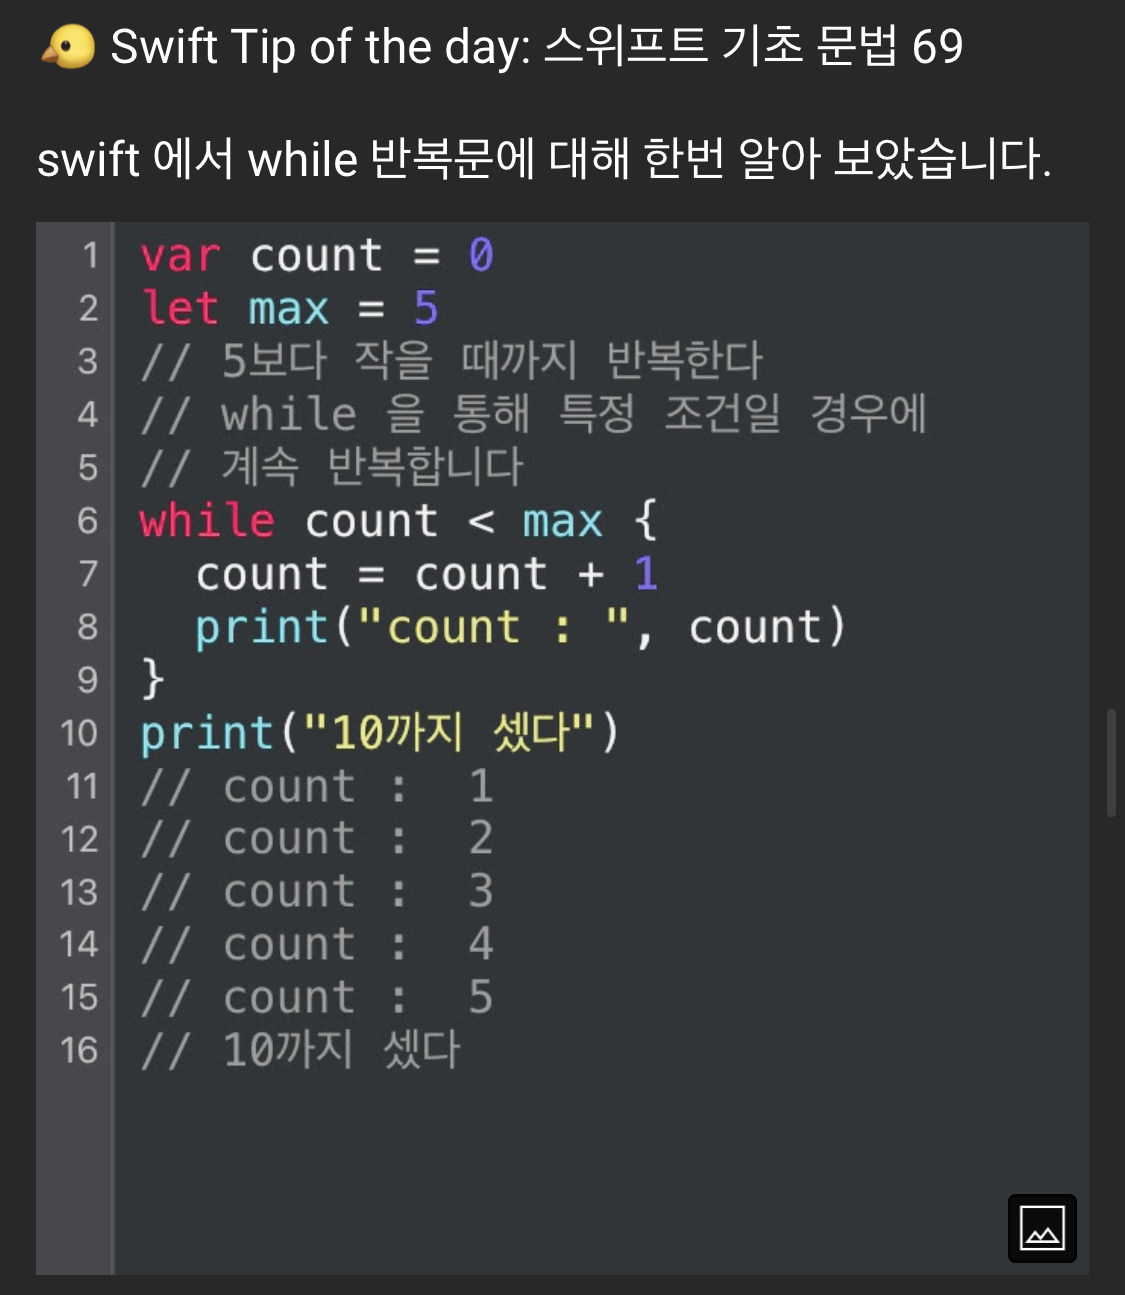 🐤 Swift Tip of the day: 스위프트 기초 문법 69
swift 에서 while 반복문에 대해 한번 알아 보았습니다.
1 var count = 0
2 let max = 5
3 // 5보다 작을 때까지 반복한다
4 // while 을 통해 특정 조건일 경우에
5 // 계속 반복합니다
6 while count < max {
7   count = count + 1
8   print("count : ", count)
9 }
10 print("10까지 셌다")
11 // count :  1
12 // count :  2
13 // count :  3
14 // count :  4
15 // count :  5
16 // 10까지 셌다